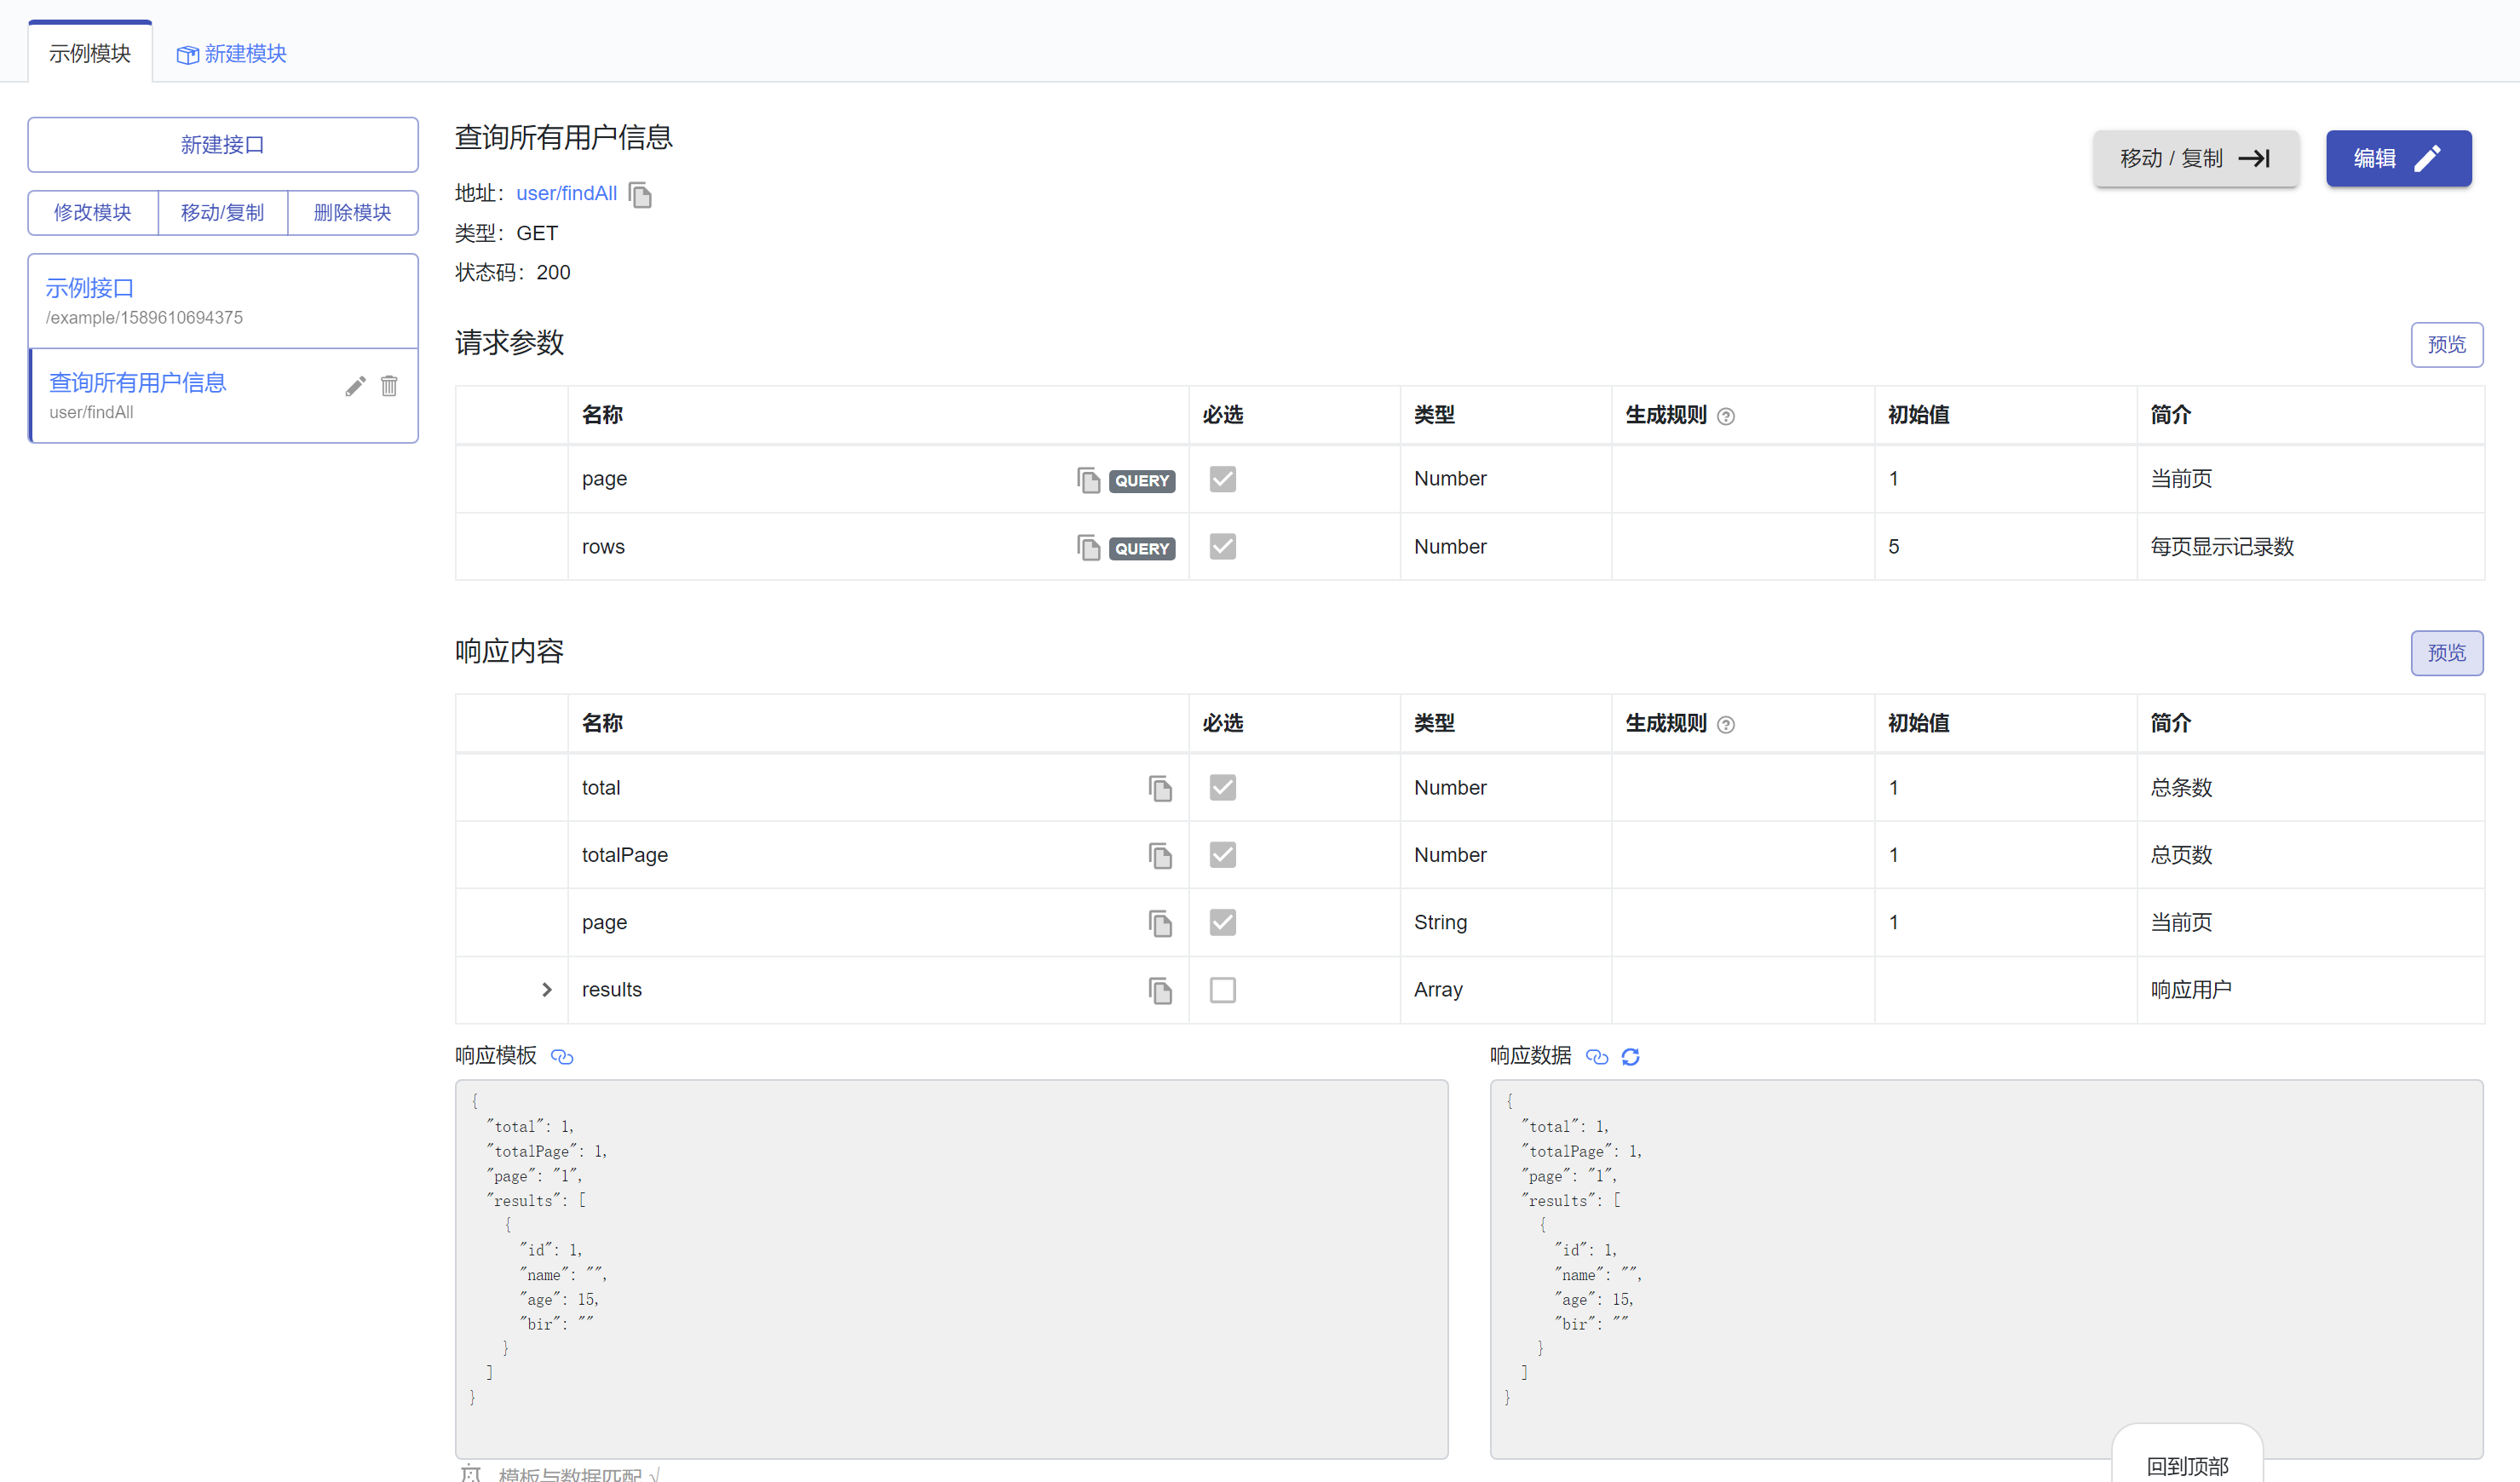 示例模块 新建模块
新建接口
修改模块 移动/复制 删除模块
示例接口
/example/1589610694375
查询所有用户信息
user/findAll
查询所有用户信息
移动 / 复制 编辑
地址：user/findAll
类型：GET
状态码：200
请求参数 预览
名称 必选 类型 生成规则 初始值 简介
page QUERY Number 1 当前页
rows QUERY Number 5 每页显示记录数
响应内容 预览
名称 必选 类型 生成规则 初始值 简介
total Number 1 总条数
totalPage Number 1 总页数
page String 1 当前页
results Array 响应用户
响应模板
{
"total": 1,
"totalPage": 1,
"page": "1",
"results": [
{
"id": 1,
"name": "",
"age": 15,
"bir": ""
}
]
}
模板与数据匹配 √
响应数据
{
"total": 1,
"totalPage": 1,
"page": "1",
"results": [
{
"id": 1,
"name": "",
"age": 15,
"bir": ""
}
]
}
回到顶部